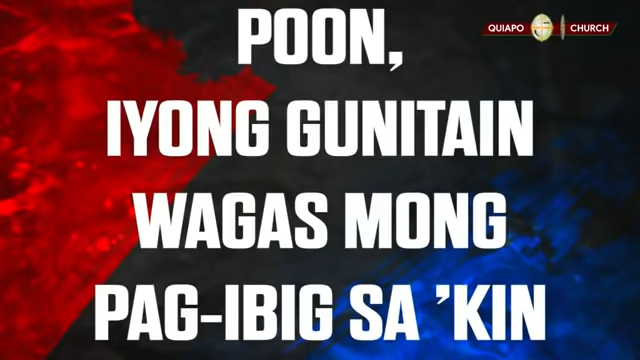 QUIAPO CHURCH
POON,
IYONG GUNITAIN
WAGAS MONG
PAG-IBIG SA ’KIN